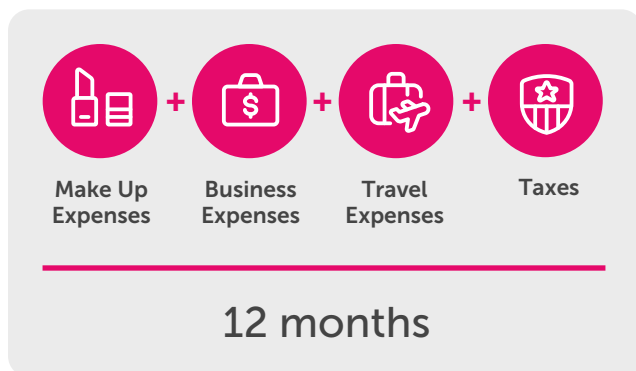 + + +
$
Make Up
Expenses
Business
Expenses
Travel
Expenses
Taxes
12 months